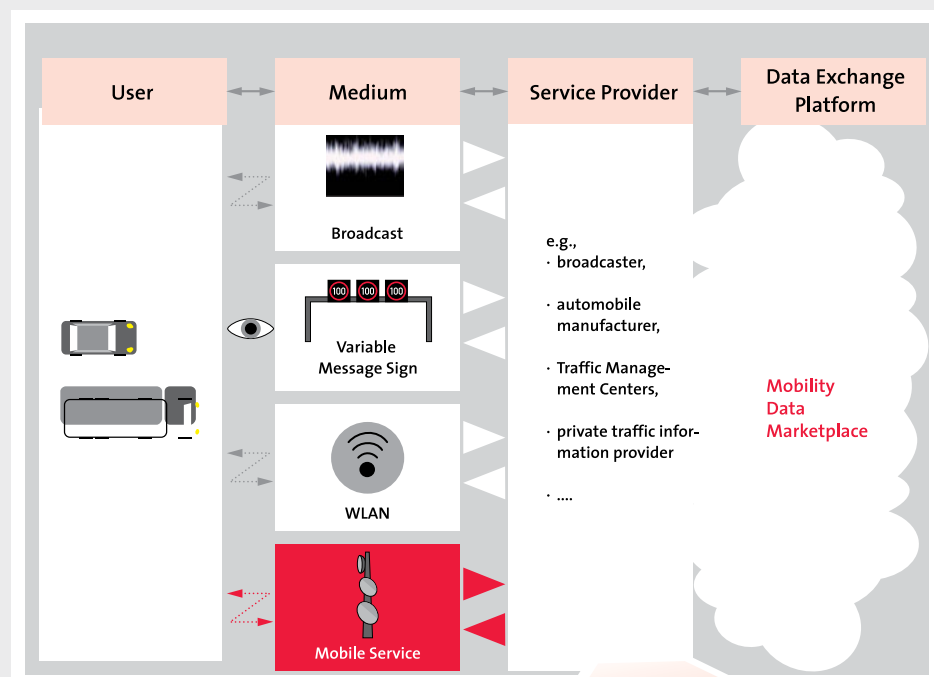 User
Medium
Service Provider
Data Exchange
Platform
Broadcast
100 100 100
Variable
Message Sign
WLAN
Mobile Service
e.g.,
· broadcaster,
· automobile
manufacturer,
· Traffic Manage-
ment Centers,
· private traffic infor-
mation provider
· ....
Mobility
Data
Marketplace